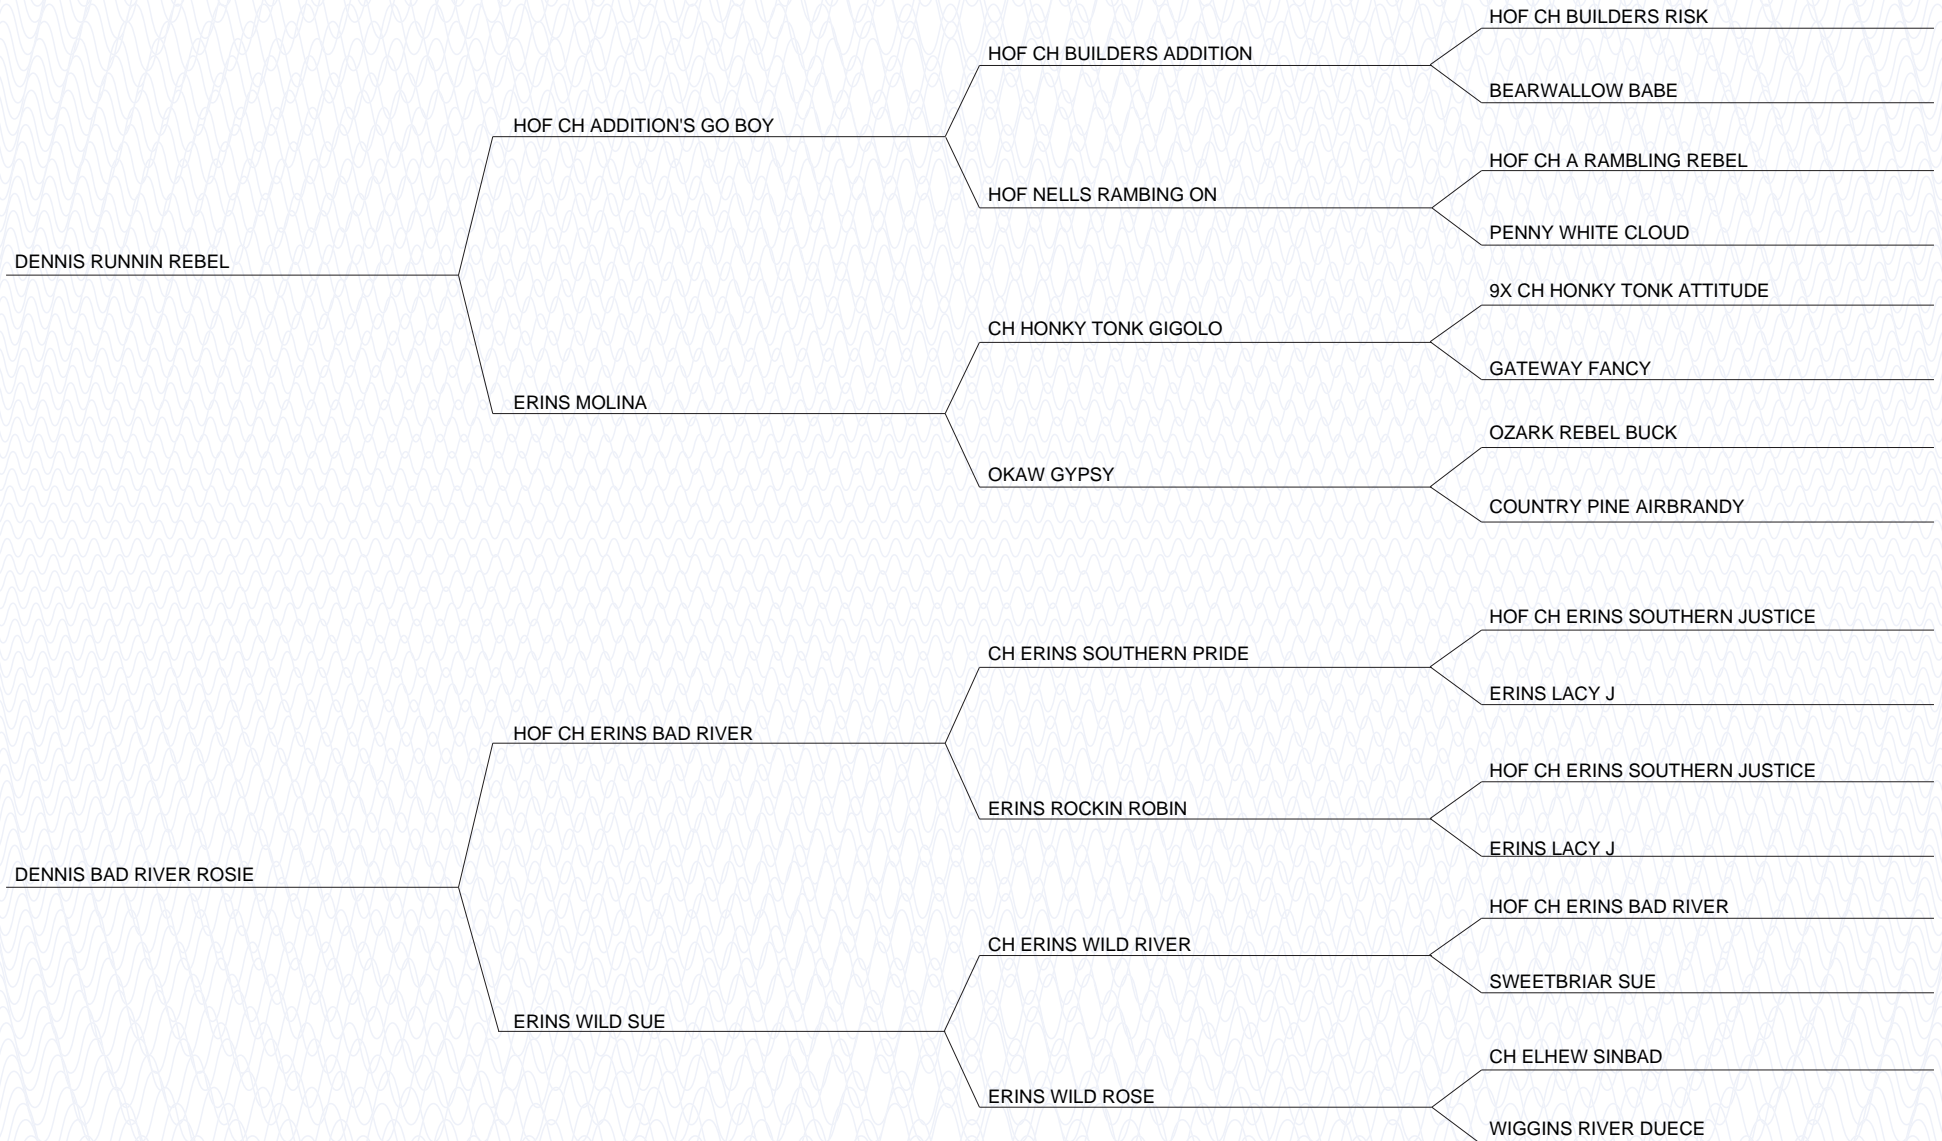 HOF CH BUILDERS RISK
HOF CH BUILDERS ADDITION
BEARWALLOW BABE
HOF CH ADDITION'S GO BOY
HOF CH A RAMBLING REBEL
HOF NELLS RAMBING ON
PENNY WHITE CLOUD
DENNIS RUNNIN REBEL
9X CH HONKY TONK ATTITUDE
CH HONKY TONK GIGOLO
GATEWAY FANCY
ERINS MOLINA
OZARK REBEL BUCK
OKAW GYPSY
COUNTRY PINE AIRBRANDY
HOF CH ERINS SOUTHERN JUSTICE
CH ERINS SOUTHERN PRIDE
ERINS LACY J
HOF CH ERINS BAD RIVER
HOF CH ERINS SOUTHERN JUSTICE
ERINS ROCKIN ROBIN
ERINS LACY J
DENNIS BAD RIVER ROSIE
HOF CH ERINS BAD RIVER
CH ERINS WILD RIVER
SWEETBRIAR SUE
ERINS WILD SUE
CH ELHEW SINBAD
ERINS WILD ROSE
WIGGINS RIVER DUECE